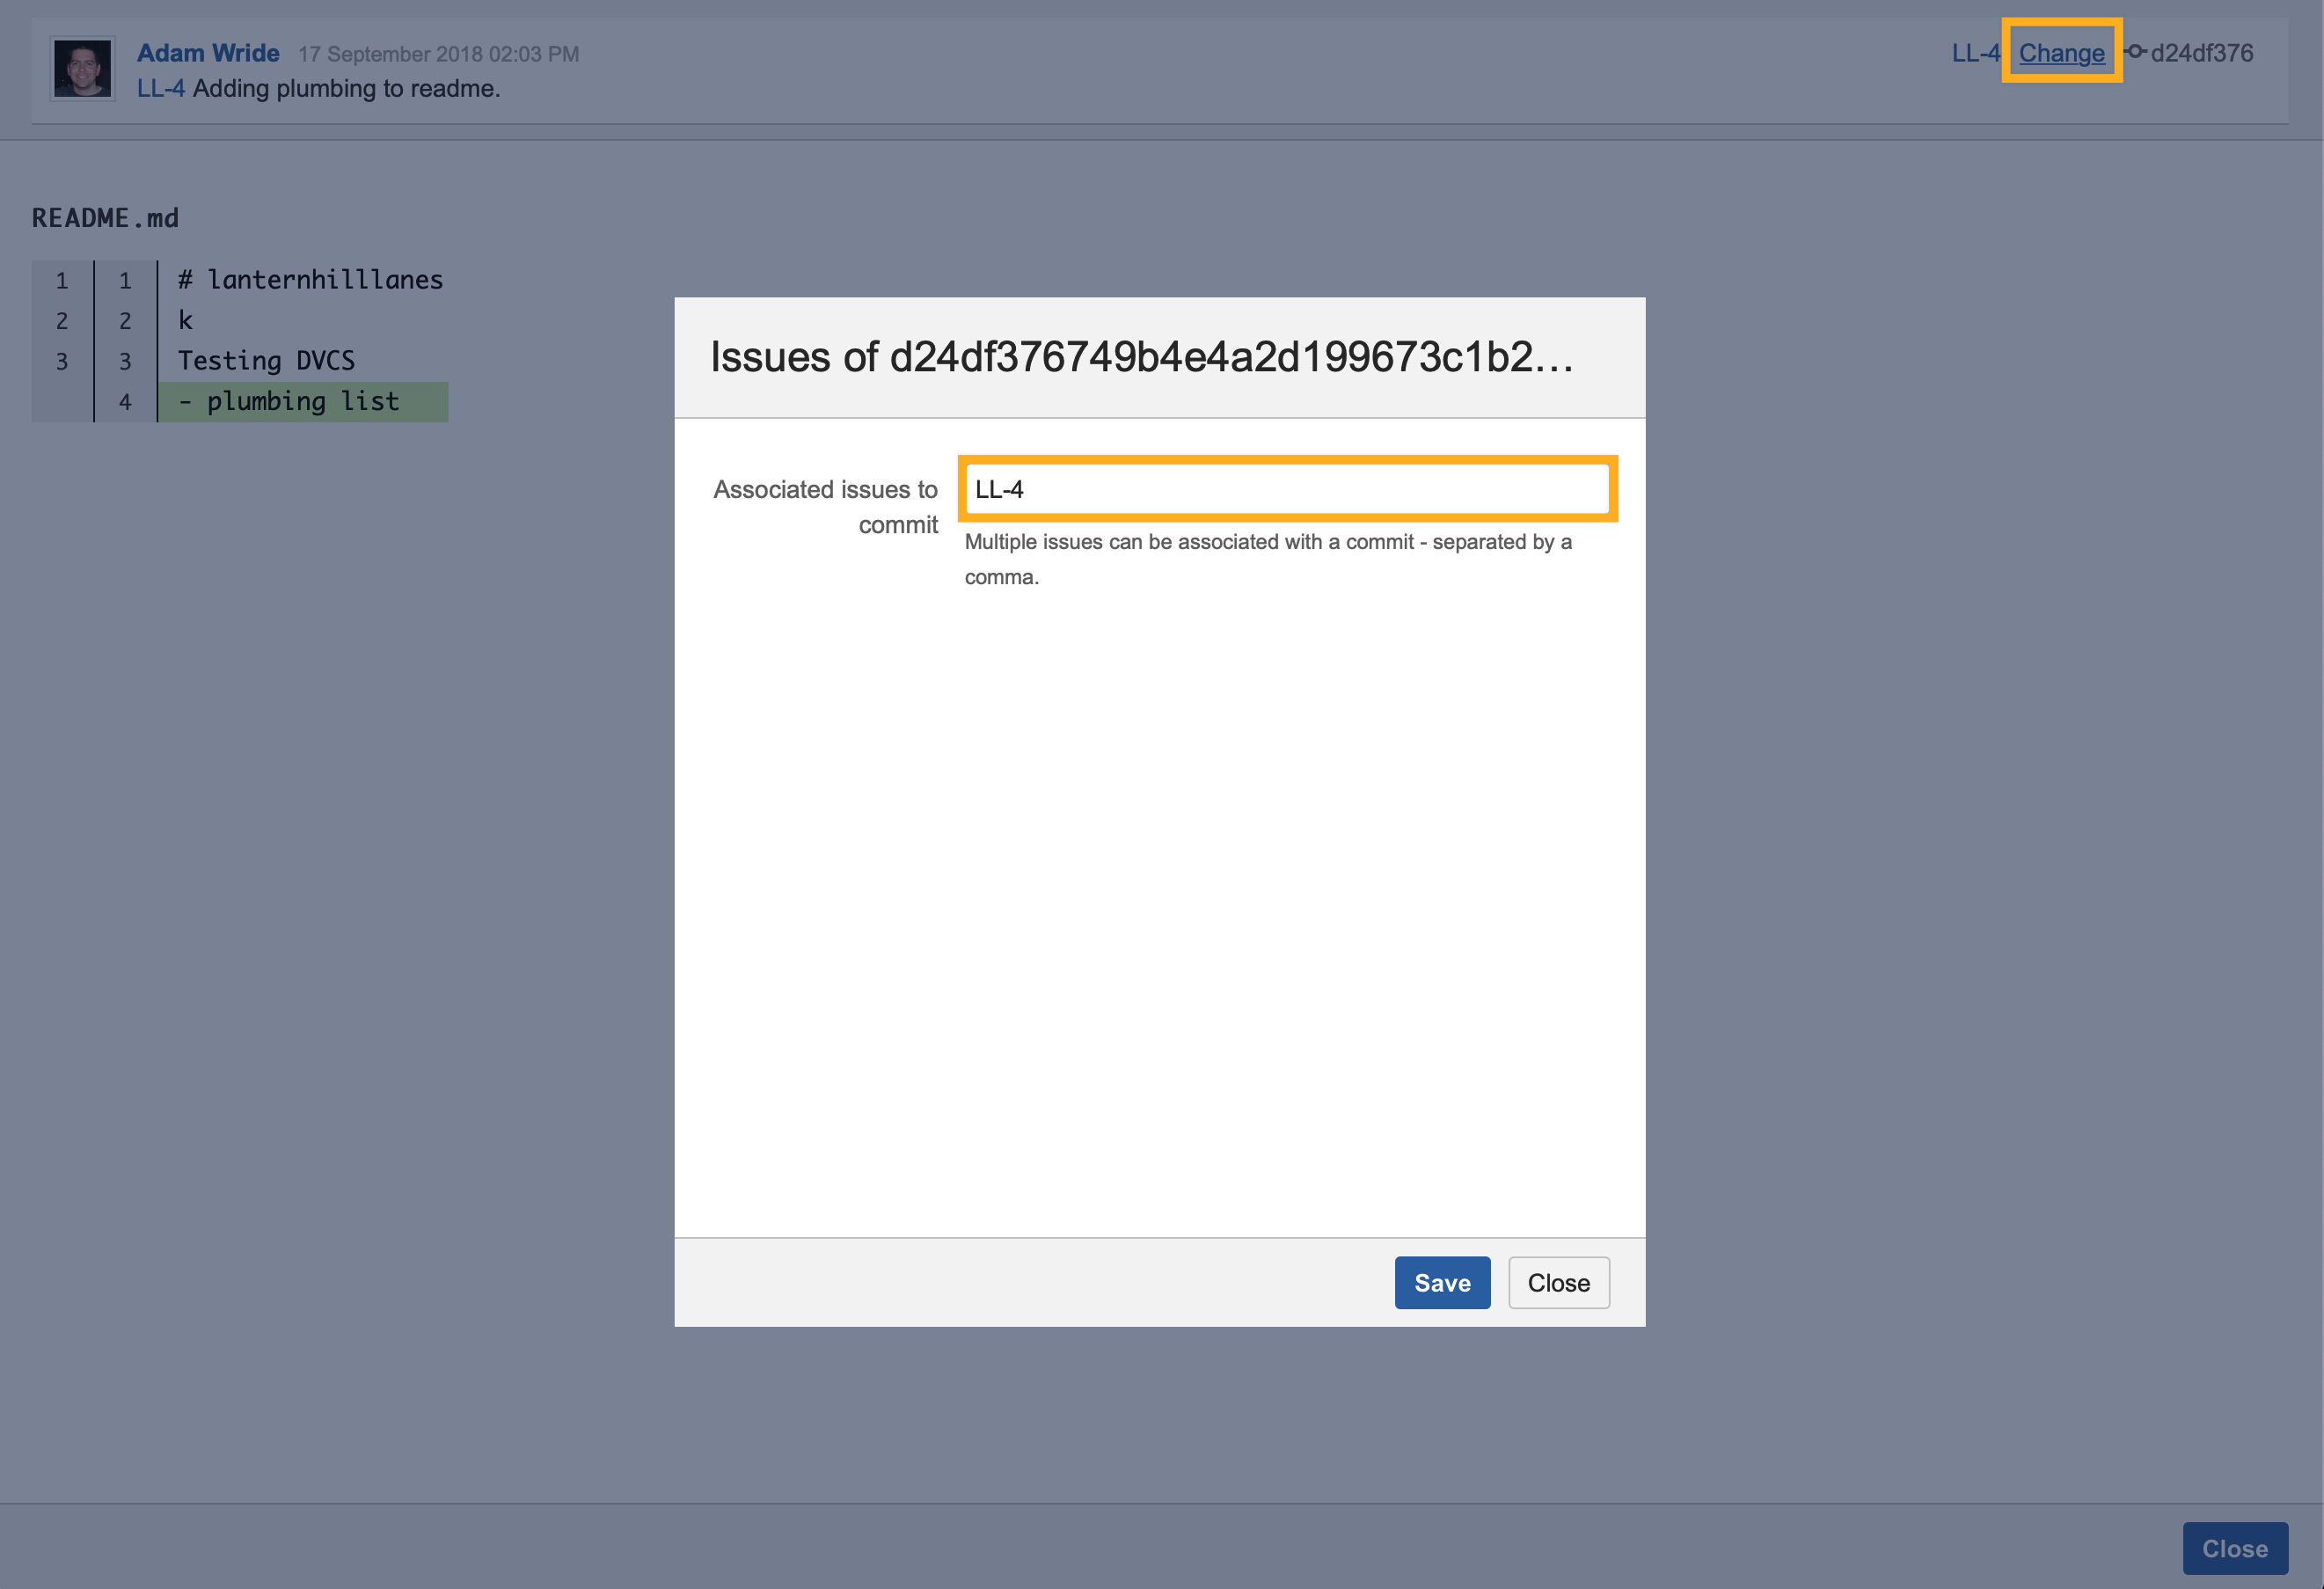 Adam Wride 17 September 2018 02:03 PM LL-4 Change d24df376
LL-4 Adding plumbing to readme.
README.md
1 1 # lanternhilllanes
2 2 k
3 3 Testing DVCS
4 - plumbing list
Issues of d24df376749b4e4a2d199673c1b2...
Associated issues to
commit
LL-4
Multiple issues can be associated with a commit - separated by a
comma.
Save Close
Close